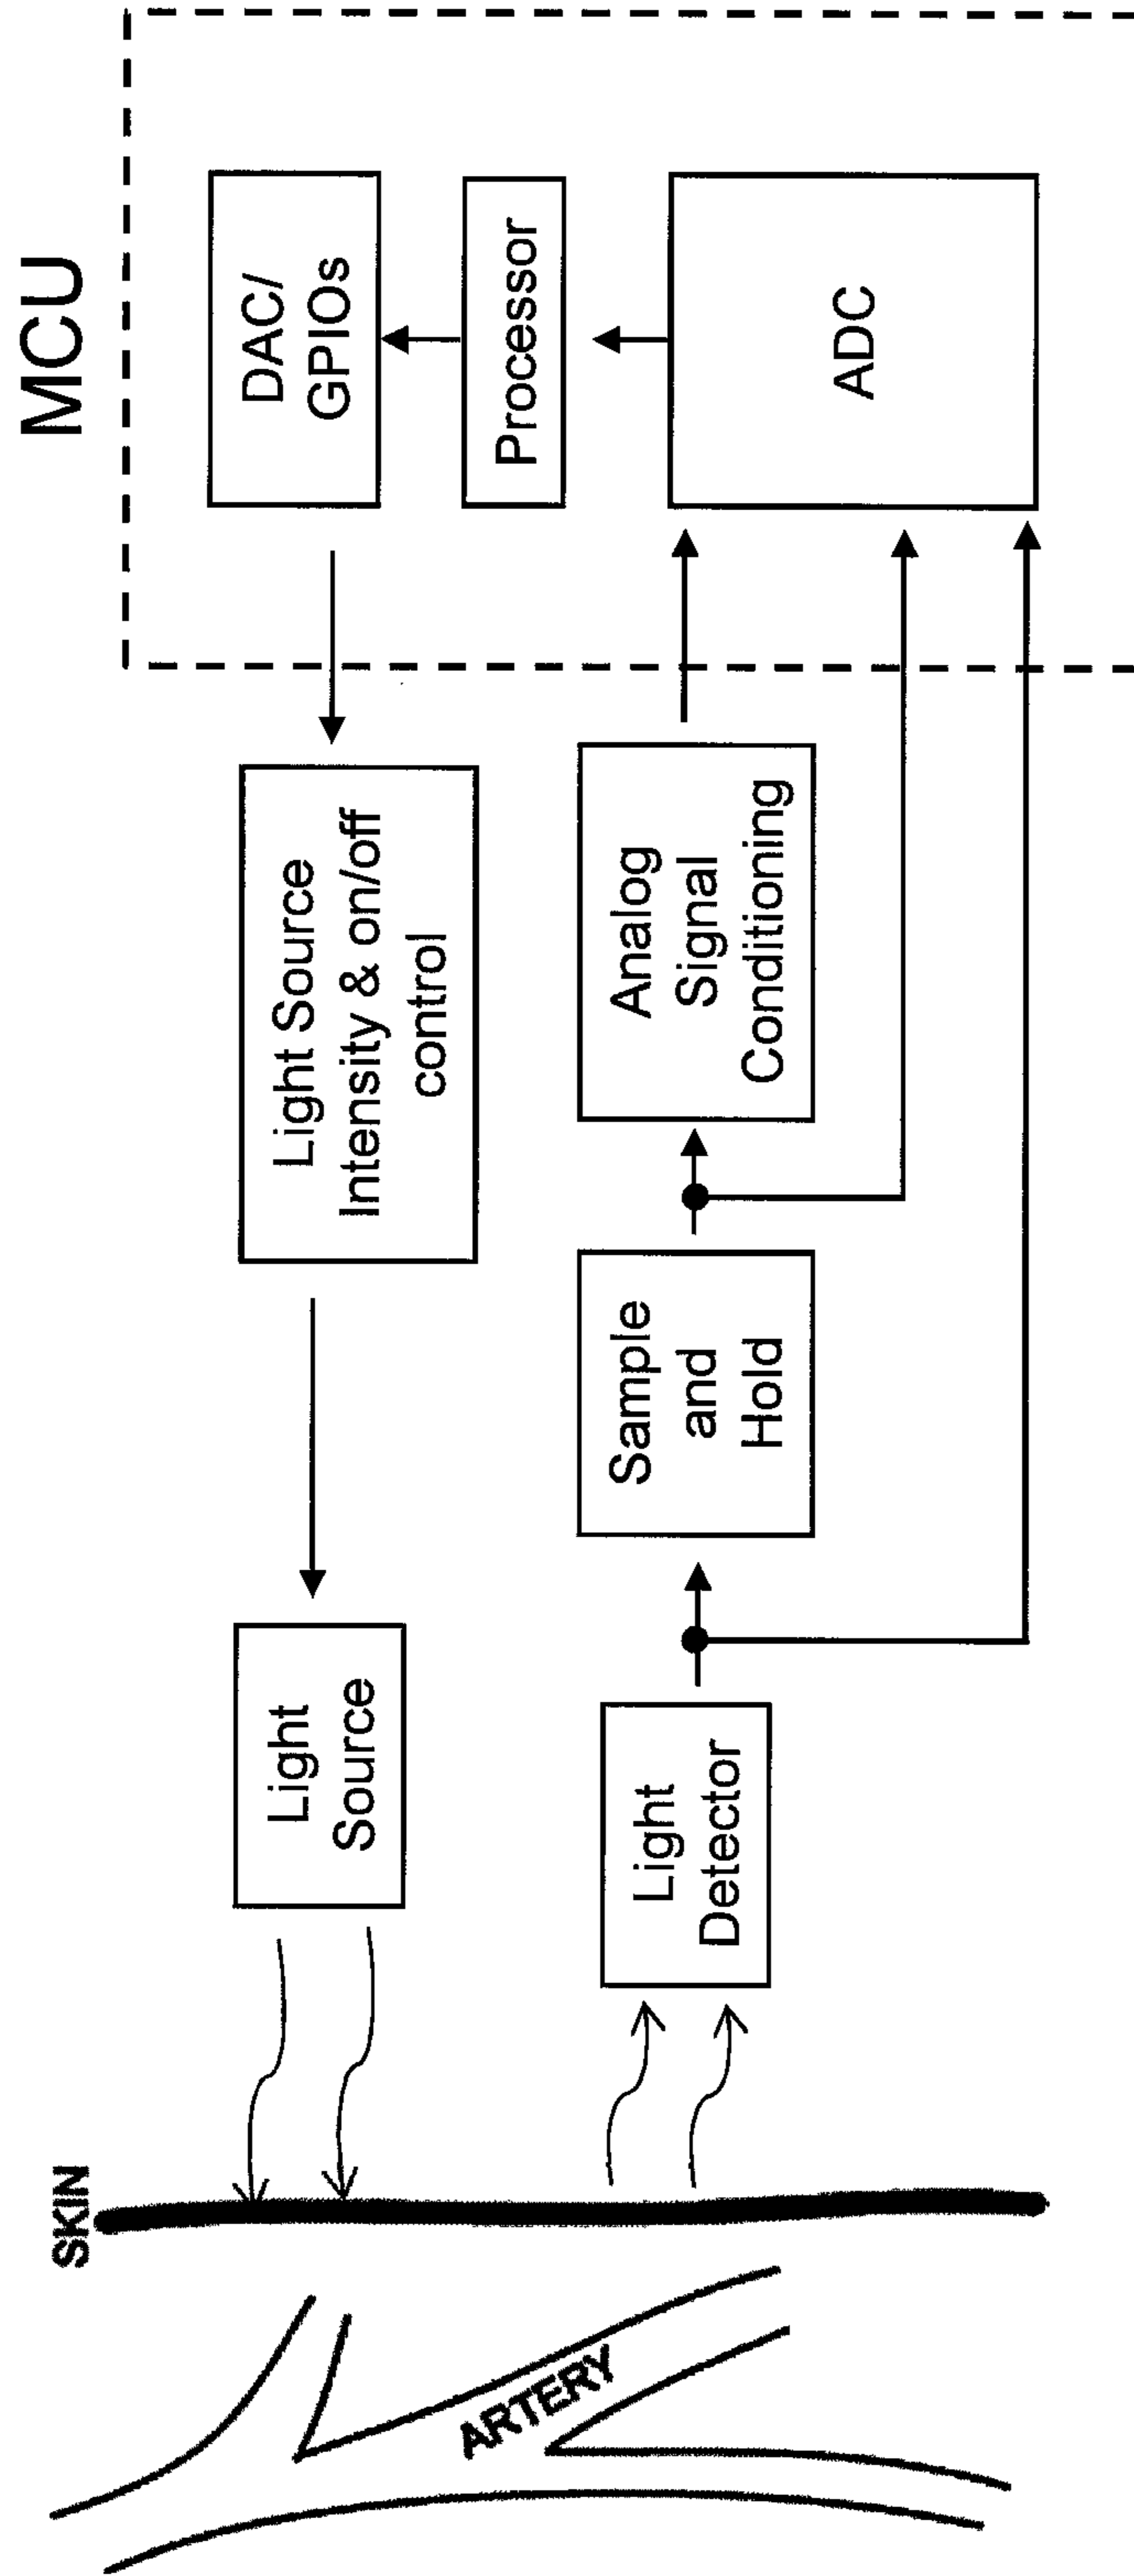 MCU
SKIN
ARTERY
Light
Source
Light Source
Intensity & on/off
control
DAC/
GPIOs
Processor
Light
Detector
Sample
and
Hold
Analog
Signal
Conditioning
ADC